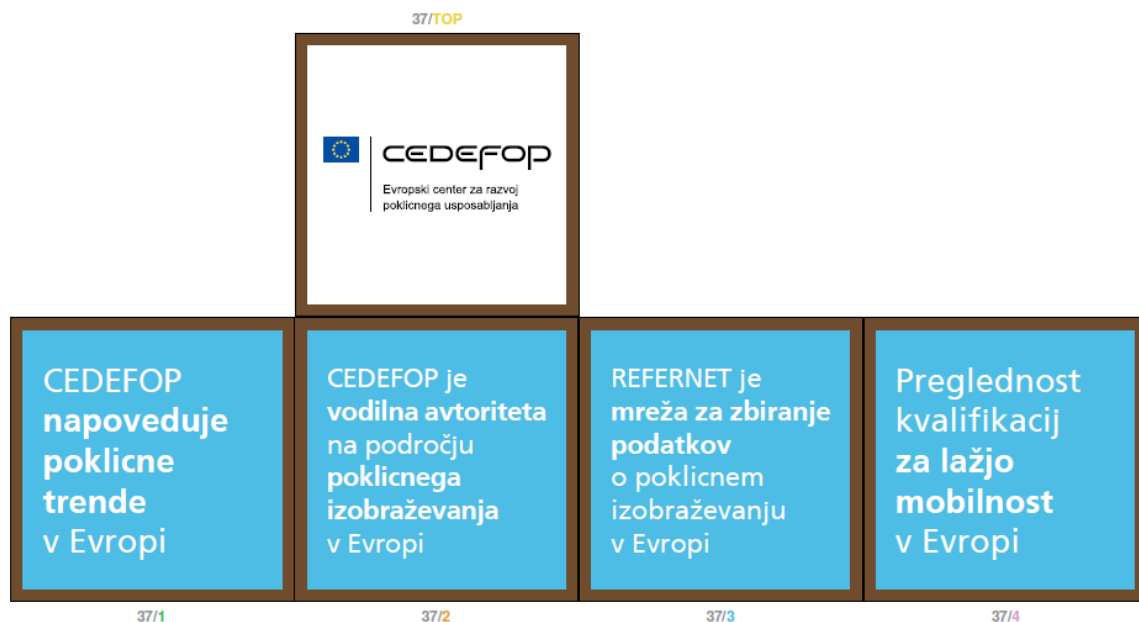 37/TOP
CEDEFOP
Evropski center za razvoj
poklicnega usposabljanja
CEDEFOP
napoveduje
poklicne
trende
v Evropi
CEDEFOP je
vodilna avtoriteta
na področju
poklicnega
izobraževanja
v Evropi
REFERNET je
mreža za zbiranje
podatkov
o poklicnem
izobraževanju
v Evropi
Preglednost
kvalifikacij
za lažjo
mobilnost
v Evropi
37/1
37/2
37/3
37/4